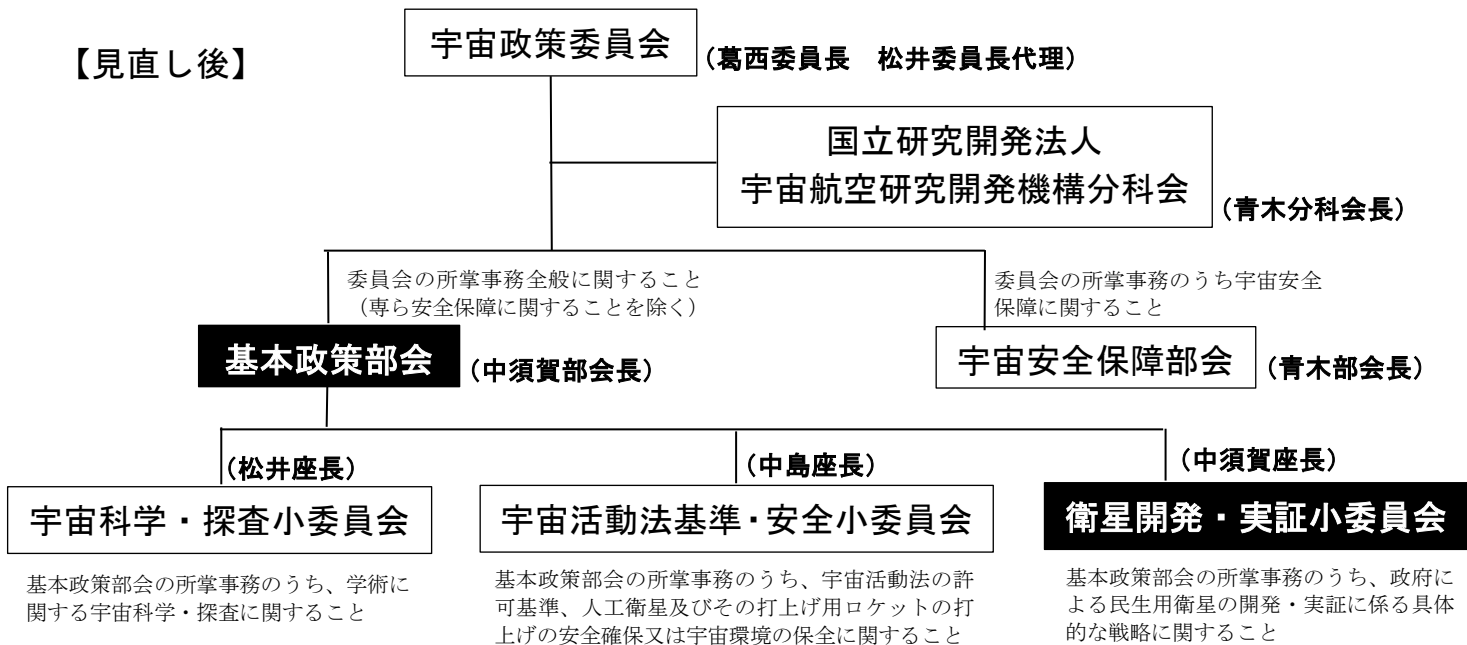 【見直し後】
宇宙政策委員会
（葛西委員長　松井委員長代理）
国立研究開発法人
宇宙航空研究開発機構分科会
（青木分科会長）
委員会の所掌事務全般に関すること
（専ら安全保障に関することを除く）
委員会の所掌事務のうち宇宙安全
保障に関すること
基本政策部会
（中須賀部会長）
宇宙安全保障部会
（青木部会長）
（松井座長）
（中島座長）
（中須賀座長）
宇宙科学・探査小委員会
宇宙活動法基準・安全小委員会
衛星開発・実証小委員会
基本政策部会の所掌事務のうち、学術に
関する宇宙科学・探査に関すること
基本政策部会の所掌事務のうち、宇宙活動法の許
可基準、人工衛星及びその打上げ用ロケットの打
上げの安全確保又は宇宙環境の保全に関すること
基本政策部会の所掌事務のうち、政府に
よる民生用衛星の開発・実証に係る具体
的な戦略に関すること